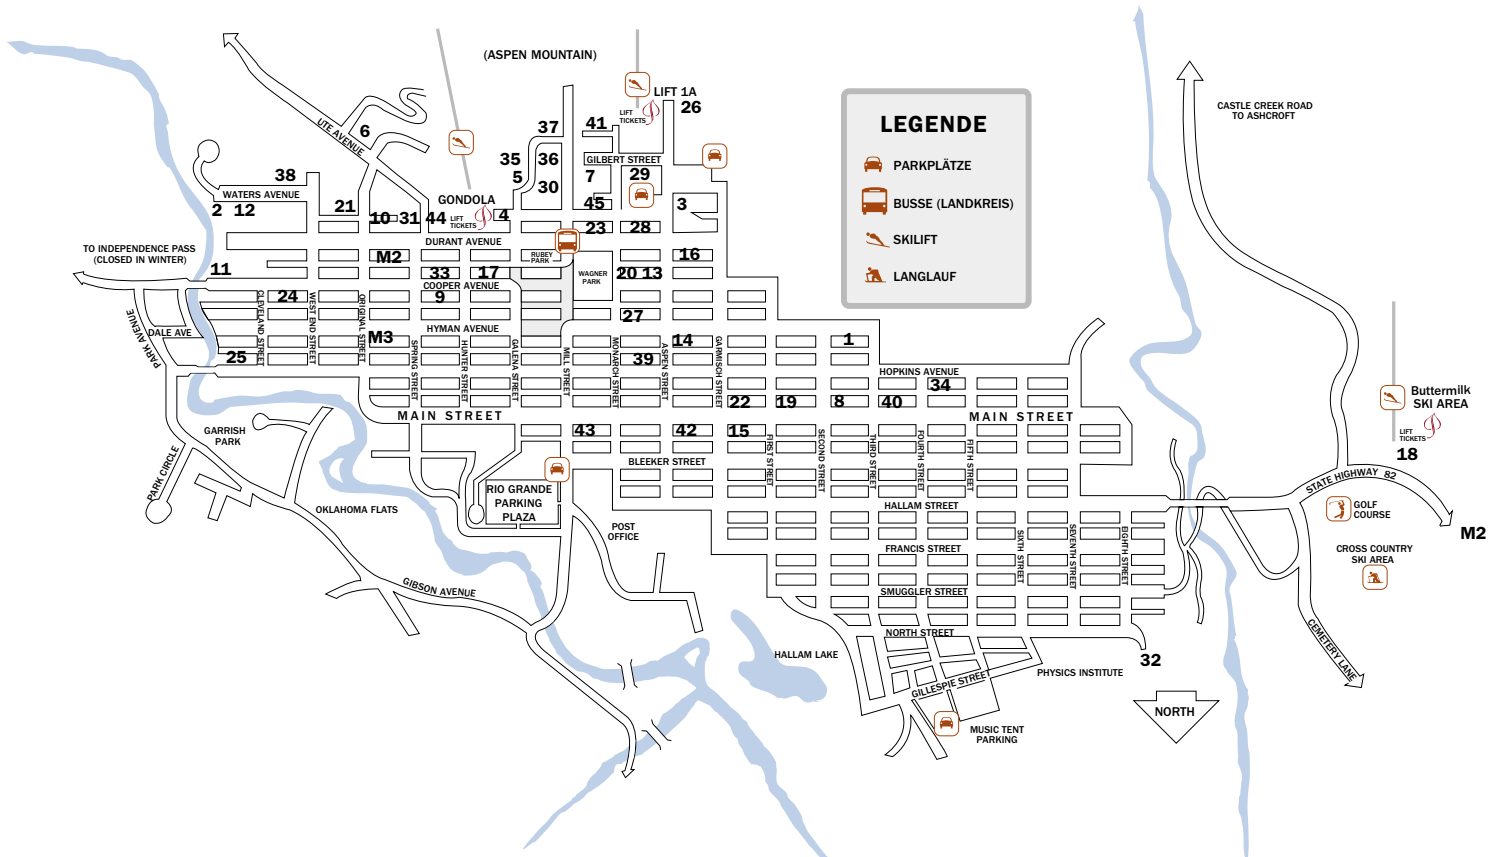 (ASPEN MOUNTAIN)
LIFT 1A
LIFT
TICKETS
26
41
37
GILBERT STREET
35
36
5
7
29
30
45
3
23
28
UTE AVENUE
6
38
WATERS AVENUE
2
12
21
10
31
44
GONDOLA
LIFT
TICKETS
4
DURANT AVENUE
RUBEY
PARK
WAGNER
PARK
TO INDEPENDENCE PASS
(CLOSED IN WINTER)
11
M2
33
17
COOPER AVENUE
20
13
16
24
9
27
HYMAN AVENUE
M3
14
1
39
25
DALE AVE
PARK AVENUE
CLEVELAND STREET
WEST END STREET
ORIGINAL STREET
SPRING STREET
HUNTER STREET
GALENA STREET
MILL STREET
MONARCH STREET
ASPEN STREET
GARMISCH STREET
HOPKINS AVENUE
34
22
19
8
40
MAIN STREET
MAIN STREET
43
42
15
FIRST STREET
SECOND STREET
THIRD STREET
FOURTH STREET
FIFTH STREET
SIXTH STREET
SEVENTH STREET
EIGHTH STREET
GARRISH
PARK
PARK CIRCLE
OKLAHOMA FLATS
GIBSON AVENUE
BLEEKER STREET
RIO GRANDE
PARKING
PLAZA
POST
OFFICE
HALLAM STREET
FRANCIS STREET
SMUGGLER STREET
NORTH STREET
GILLESPIE STREET
HALLAM LAKE
PHYSICS INSTITUTE
32
MUSIC TENT
PARKING
NORTH
LEGENDE
PARKPLÄTZE
BUSSE (LANDKREIS)
SKILIFT
LANGLAUF
CASTLE CREEK ROAD
TO ASHCROFT
Buttermilk
SKI AREA
LIFT
TICKETS
18
STATE HIGHWAY 82
GOLF
COURSE
M2
CROSS COUNTRY
SKI AREA
CEMETERY LANE